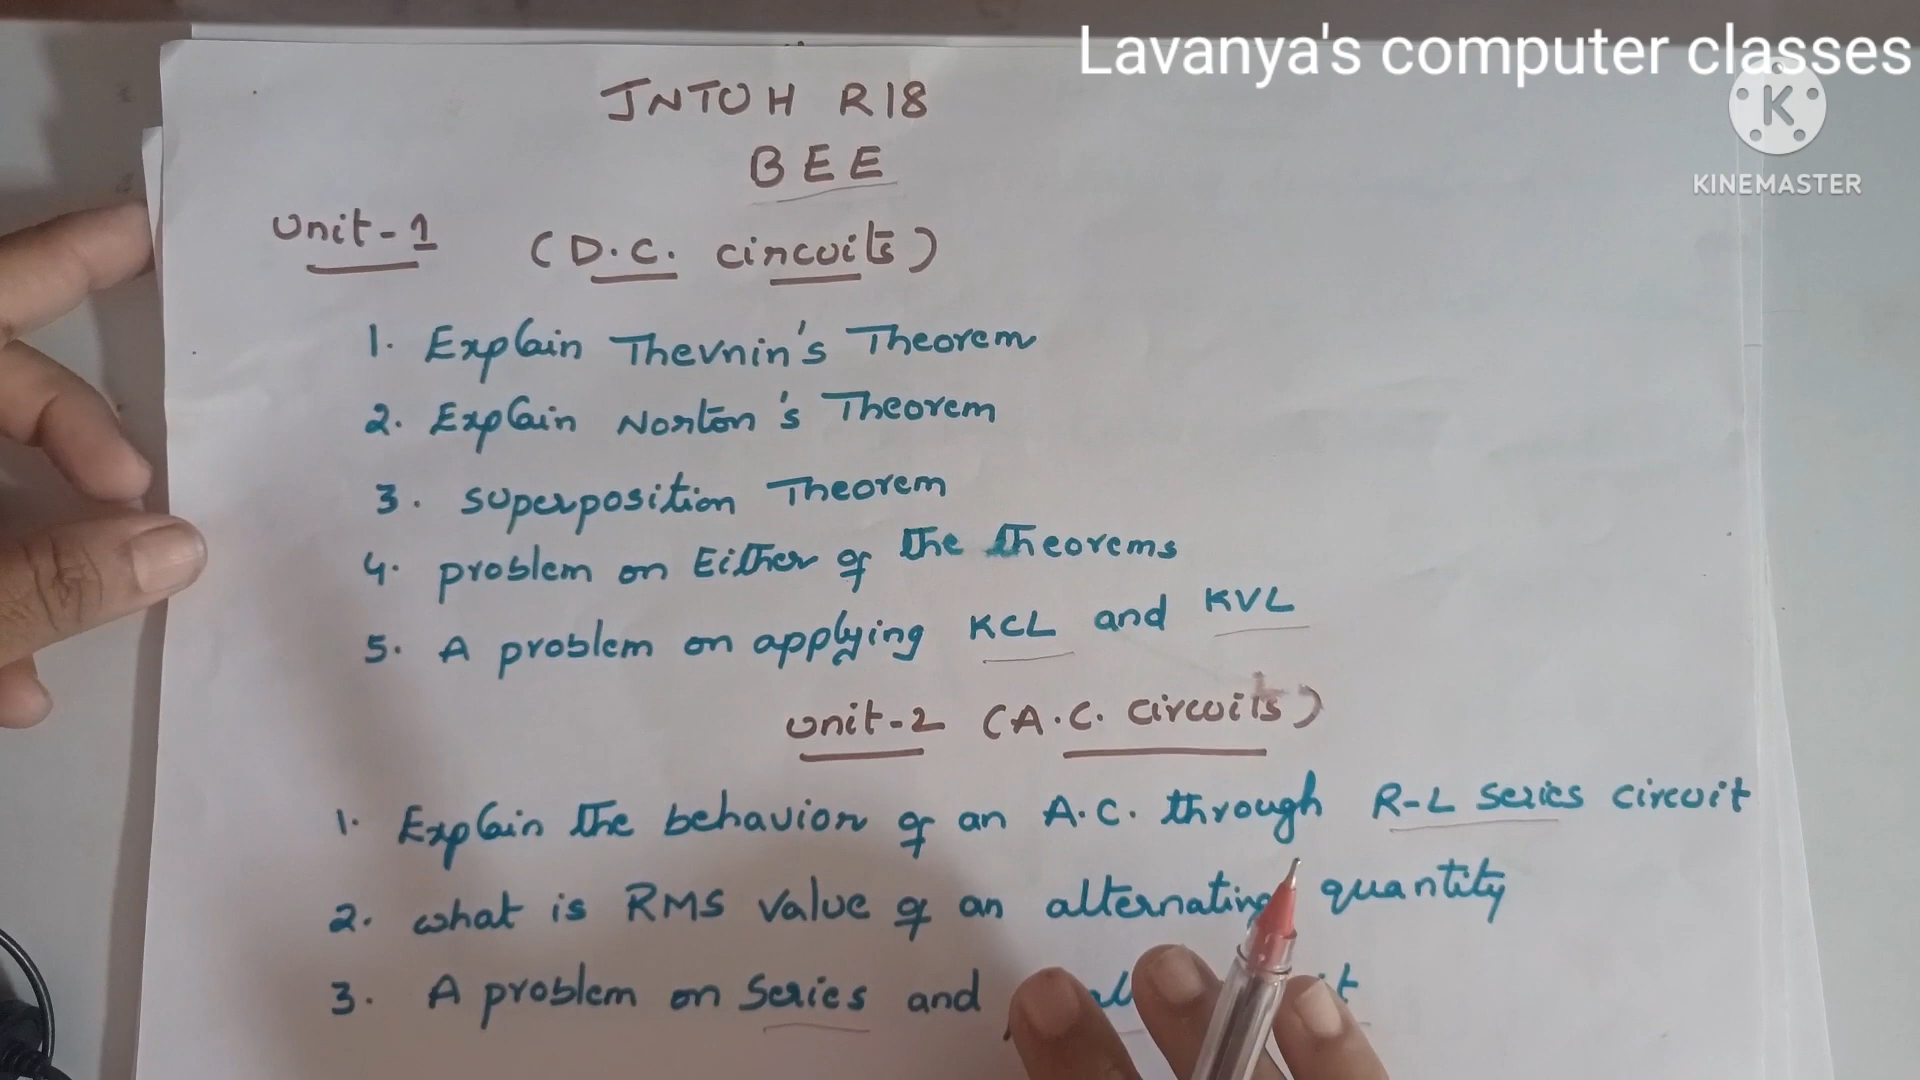 Lavanya's computer classes
K
KINEMASTER
JNTUH R18
BEE
Unit-1 (D.C. circuits)
1. Explain Thevnin's Theorem
2. Explain Norton's Theorem
3. superposition Theorem
4. problem on Either of the theorems
5. A problem on applying KCL and KVL
Unit-2 (A.C. circuits)
1. Explain the behavior of an A.C. through R-L series circuit
2. what is RMS value of an alternating quantity
3. A problem on series and